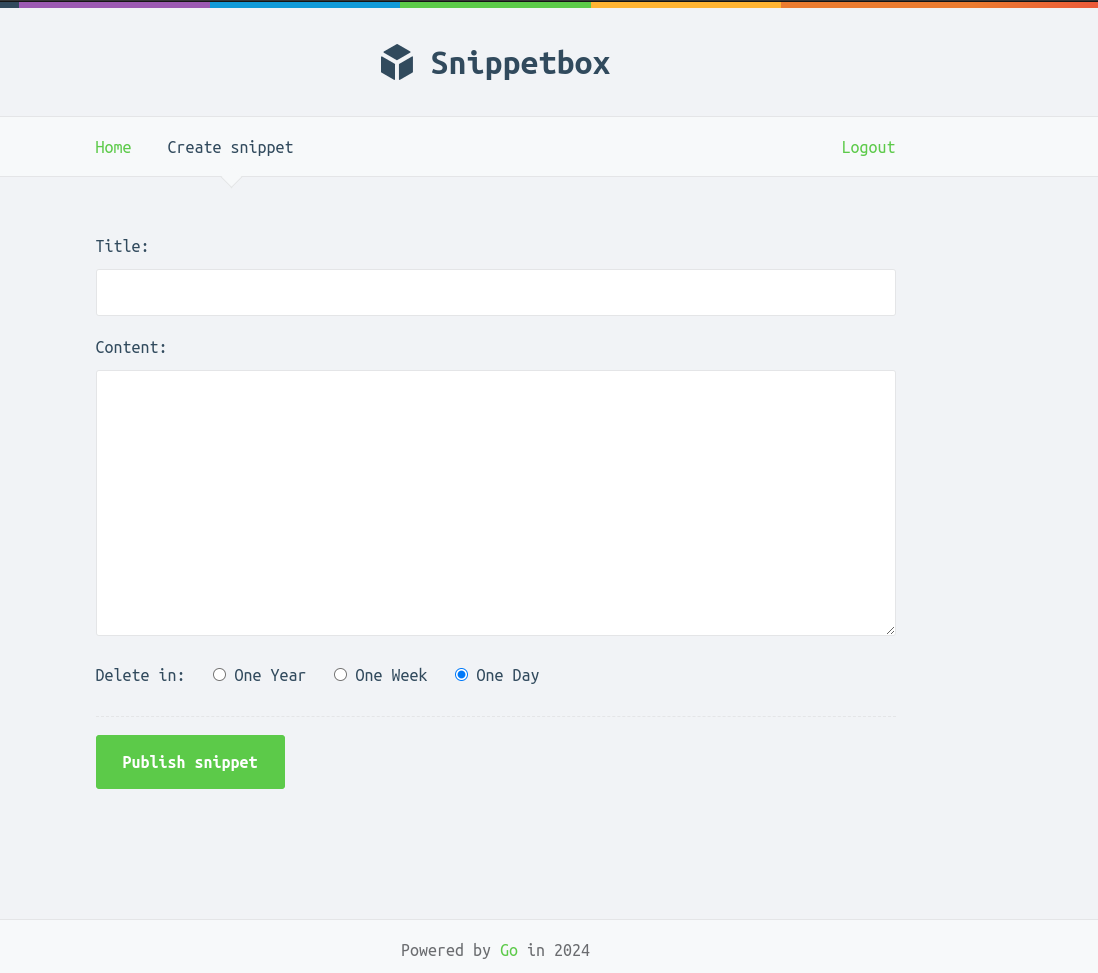 Snippetbox
Home Create snippet Logout
Title:
Content:
Delete in: One Year One Week One Day
Publish snippet
Powered by Go in 2024